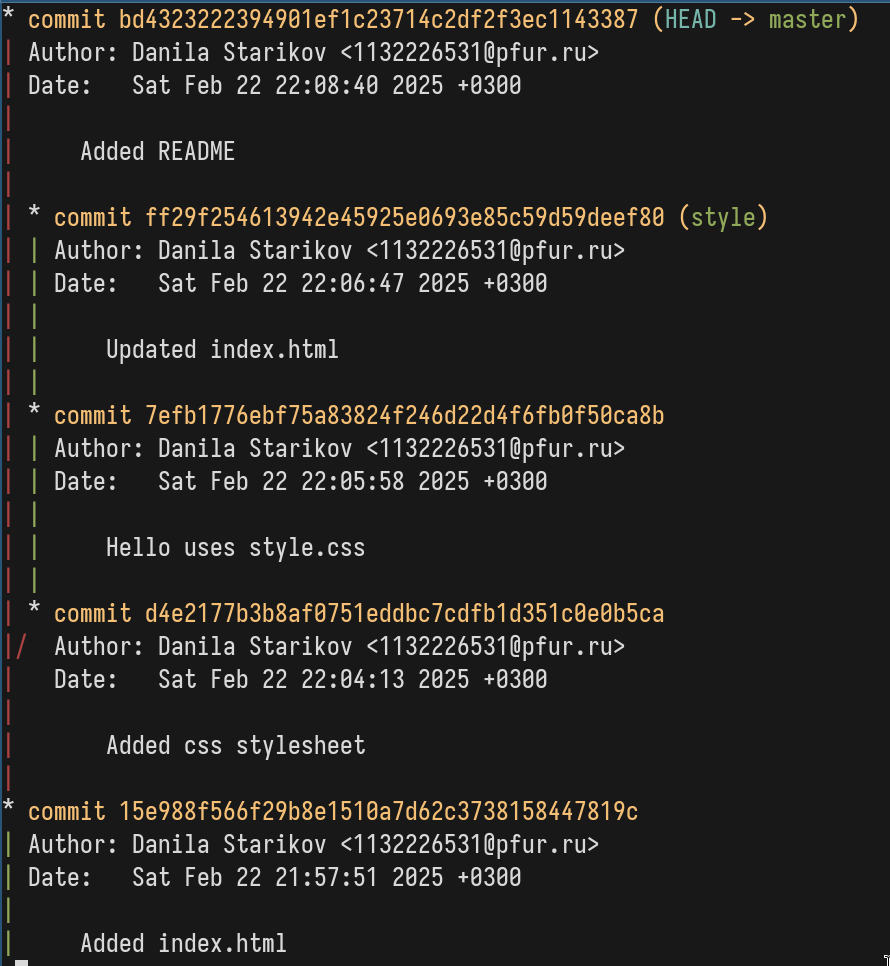 * commit bd4323222394901ef1c23714c2df2f3ec1143387 (HEAD -> master)
| Author: Danila Starikov <1132226531@pfur.ru>
| Date:   Sat Feb 22 22:08:40 2025 +0300
|
|     Added README
|
| * commit ff29f254613942e45925e0693e85c59d59deef80 (style)
| | Author: Danila Starikov <1132226531@pfur.ru>
| | Date:   Sat Feb 22 22:06:47 2025 +0300
| |
| |     Updated index.html
| |
| * commit 7efb1776ebf75a83824f246d22d4f6fb0f50ca8b
| | Author: Danila Starikov <1132226531@pfur.ru>
| | Date:   Sat Feb 22 22:05:58 2025 +0300
| |
| |     Hello uses style.css
| |
| * commit d4e2177b3b8af0751eddbc7cdfb1d351c0e0b5ca
|/  Author: Danila Starikov <1132226531@pfur.ru>
|   Date:   Sat Feb 22 22:04:13 2025 +0300
|
|       Added css stylesheet
|
* commit 15e988f566f29b8e1510a7d62c3738158447819c
| Author: Danila Starikov <1132226531@pfur.ru>
| Date:   Sat Feb 22 21:57:51 2025 +0300
|
|     Added index.html